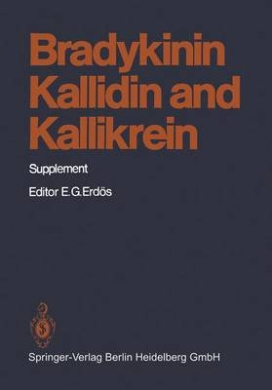 Bradykinin
Kallidin and
Kallikrein
Supplement
Editor E.G.Erdös
Springer-Verlag Berlin Heidelberg GmbH